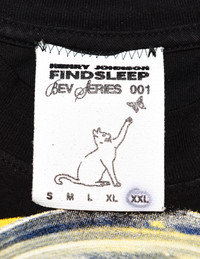 HENRY JOHNSON
FINDSLEEP
BEV SERIES 001
S M L XL XXL